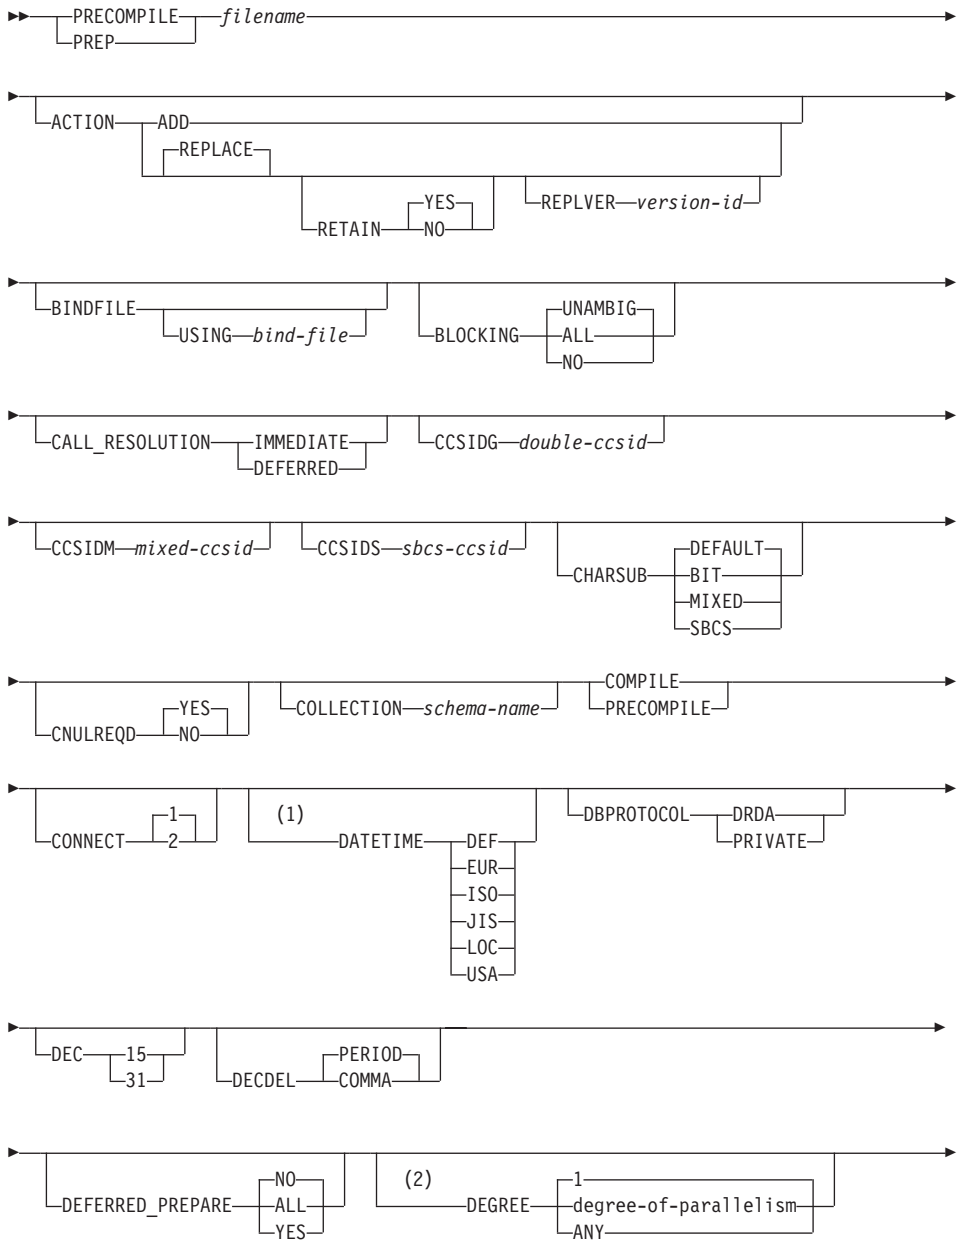 PRECOMPILE filename
PREP
ACTION ADD
REPLACE
YES REPLVER version-id
RETAIN NO
BINDFILE UNAMBIG
USING bind-file BLOCKING ALL
NO
CALL_RESOLUTION IMMEDIATE CCSIDG double-ccsid
DEFERRED
CCSIDM mixed-ccsid CCSIDS sbcs-ccsid DEFAULT
CHARSUB BIT
MIXED
SBCS
COMPILE
YES COLLECTION schema-name PRECOMPILE
CNULREQD NO
1 (1) DBPROTOCOL DRDA
CONNECT 2 DATETIME DEF PRIVATE
EUR
ISO
JIS
LOC
USA
DEC 15 PERIOD
31 DECDEL COMMA
NO (2) 1
DEFERRED_PREPARE ALL DEGREE degree-of-parallelism
YES ANY